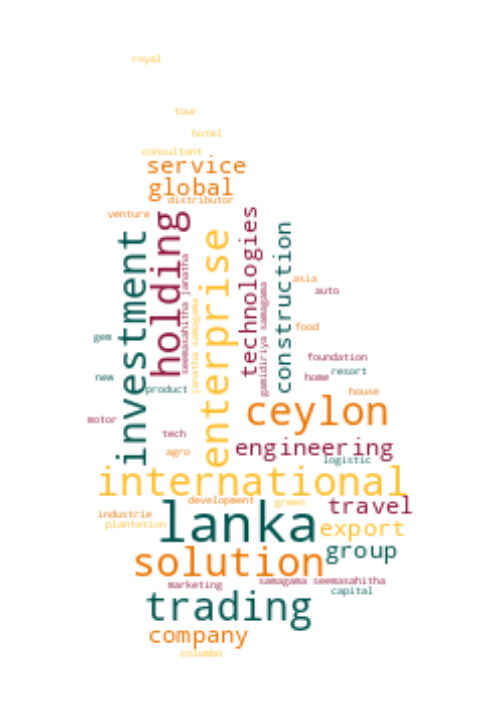 royal
tour
hotel
consultant
service
global
distributor
venture
investment
holding
seemasahitha janatha
janatha samagama
enterprise
technologies
gamidiriya samagama
construction
asia
auto
gem
food
foundation
new
home
resort
product
house
ceylon
motor
tech
engineering
agro
logistic
international
development
green
travel
industrie
plantation
lanka
export
solution
group
marketing
samagama seemasahitha
capital
trading
company
colombo